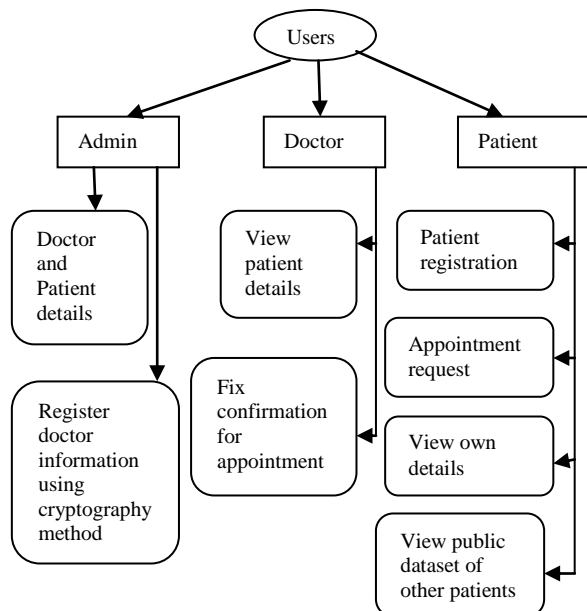 Users
Admin
Doctor
Patient
Doctor
and
Patient
details
Register
doctor
information
using
cryptography
method
View
patient
details
Fix
confirmation
for
appointment
Patient
registration
Appointment
request
View own
details
View public
dataset of
other patients